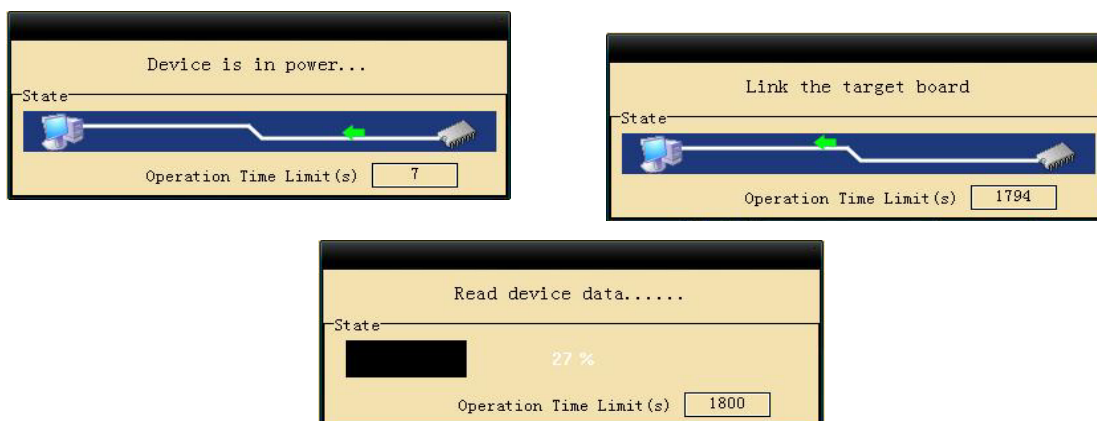 Device is in power...
State
Operation Time Limit(s) 7
Link the target board
State
Operation Time Limit(s) 1794
Read device data......
State
27 %
Operation Time Limit(s) 1800